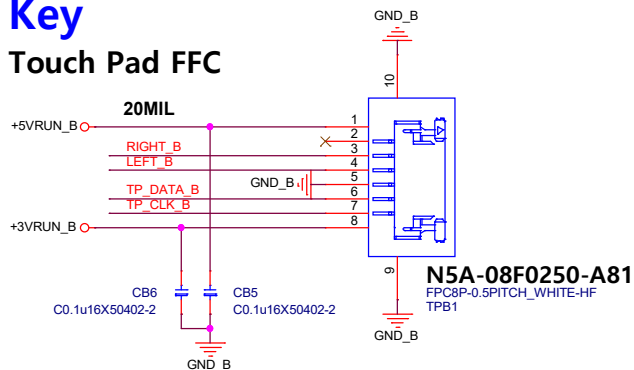 Key
Touch Pad FFC
GND_B
10
20MIL
+5VRUN_B
1
2
RIGHT_B
3
LEFT_B
4
GND_B
5
TP_DATA_B
6
TP_CLK_B
7
+3VRUN_B
8
9
N5A-08F0250-A81
FPC8P-0.5PITCH_WHITE-HF
TPB1
CB6
C0.1u16X50402-2
CB5
C0.1u16X50402-2
GND_B
GND_B